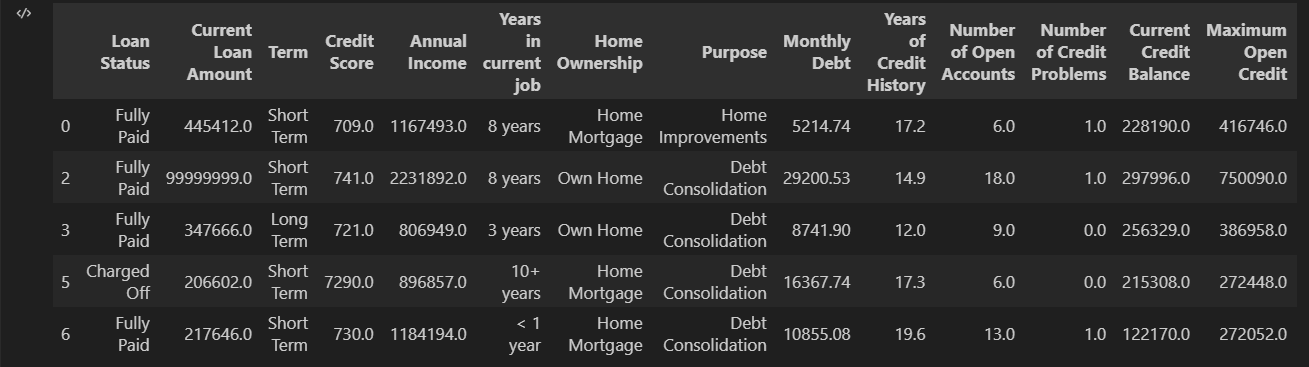 </>
Loan Status Current Loan Amount Term Credit Score Annual Income Years in current job Home Ownership Purpose Monthly Debt Years of Credit History Number of Open Accounts Number of Credit Problems Current Credit Balance Maximum Open Credit
0 Fully Paid 445412.0 Short Term 709.0 1167493.0 8 years Home Mortgage Home Improvements 5214.74 17.2 6.0 1.0 228190.0 416746.0
2 Fully Paid 99999999.0 Short Term 741.0 2231892.0 8 years Own Home Debt Consolidation 29200.53 14.9 18.0 1.0 297996.0 750090.0
3 Fully Paid 347666.0 Long Term 721.0 806949.0 3 years Own Home Debt Consolidation 8741.90 12.0 9.0 0.0 256329.0 386958.0
5 Charged Off 206602.0 Short Term 7290.0 896857.0 10+ years Home Mortgage Debt Consolidation 16367.74 17.3 6.0 0.0 215308.0 272448.0
6 Fully Paid 217646.0 Short Term 730.0 1184194.0 < 1 year Home Mortgage Debt Consolidation 10855.08 19.6 13.0 1.0 122170.0 272052.0